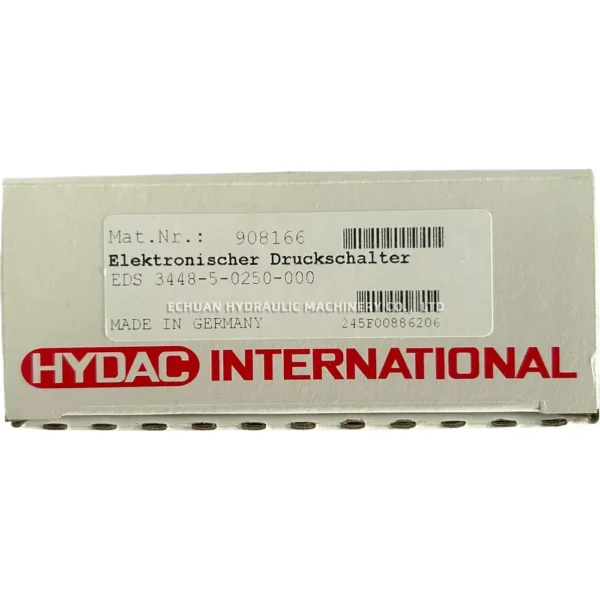 Mat.Nr.: 908166
Elektronischer Druckschalter
EDS 3448-5-0250-000
ECHUAN HYDRAULIC MACHINERY CO., LTD
MADE IN GERMANY 245F00886206
HYDAC INTERNATIONAL